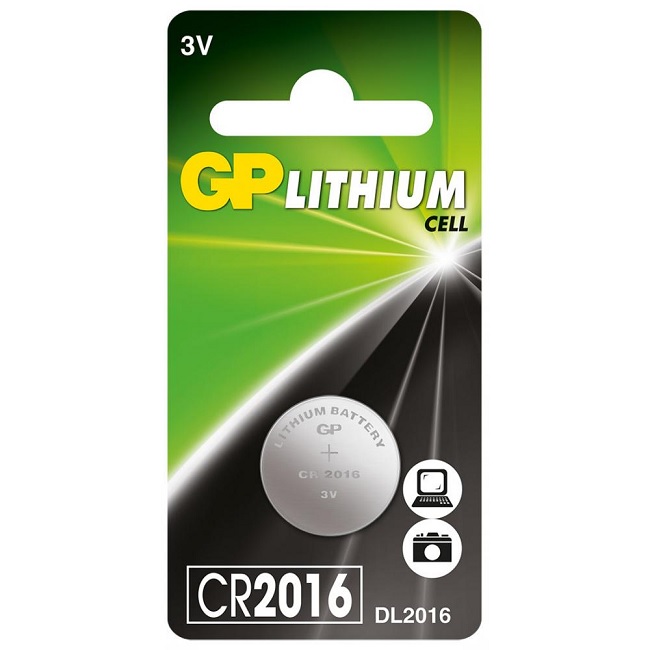 3V
GP LITHIUM
CELL
LITHIUM BATTERY
GP
+
CR 2016
3V
CR2016
DL2016